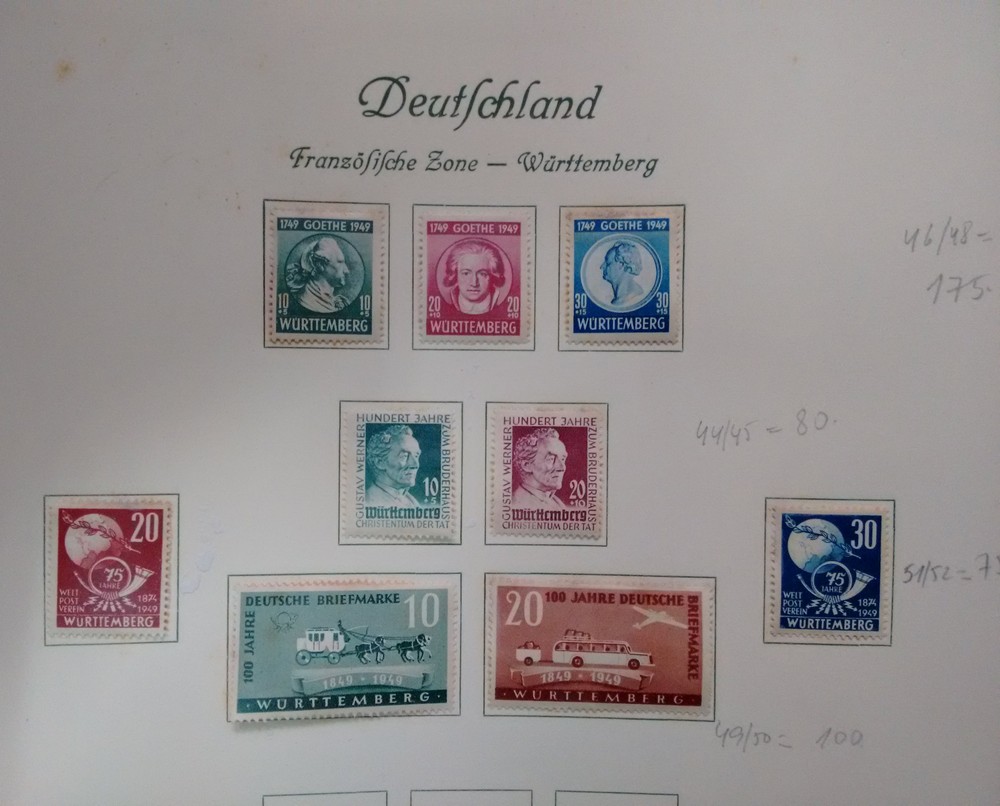 Deutſchland
Franzöſiſche Zone — Württemberg
1749 GOETHE 1949
10 +5 10 +5
WÜRTTEMBERG
1749 GOETHE 1949
20 +10 20 +10
WÜRTTEMBERG
1749 GOETHE 1949
30 +15 30 +15
WÜRTTEMBERG
46/48 =
175.
HUNDERT JAHRE
GUSTAV WERNER
ZUM BRUDERHAUS
10 +5
Württemberg
CHRISTENTUM DER TAT
HUNDERT JAHRE
GUSTAV WERNER
ZUM BRUDERHAUS
20 +10
Württemberg
CHRISTENTUM DER TAT
44/45 = 80.
20
75
JAHRE
WELT
POST
VEREIN
1874
1949
WÜRTTEMBERG
30
75
JAHRE
WELT
POST
VEREIN
1874
1949
WÜRTTEMBERG
51/52 = 7
100 JAHRE
DEUTSCHE BRIEFMARKE
10
1849 • 1949
· WÜRTTEMBERG ·
20
100 JAHRE DEUTSCHE
BRIEFMARKE
1849 • 1949
· WÜRTTEMBERG ·
49/50 = 100